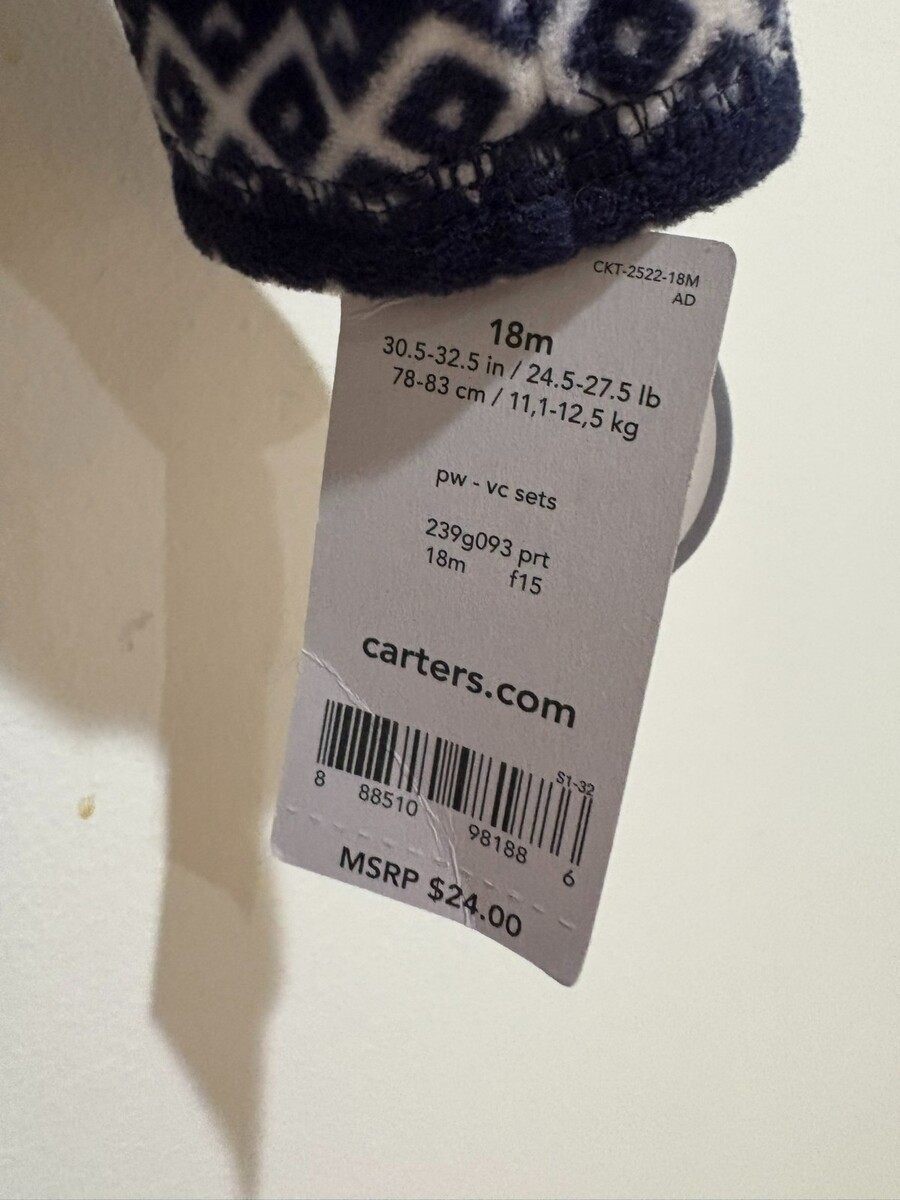 CKT-2522-18M
AD
18m
30.5-32.5 in / 24.5-27.5 lb
78-83 cm / 11,1-12,5 kg
pw - vc sets
239g093 prt
18m f15
carters.com
S1-32
8 88510 98188 6
MSRP $24.00